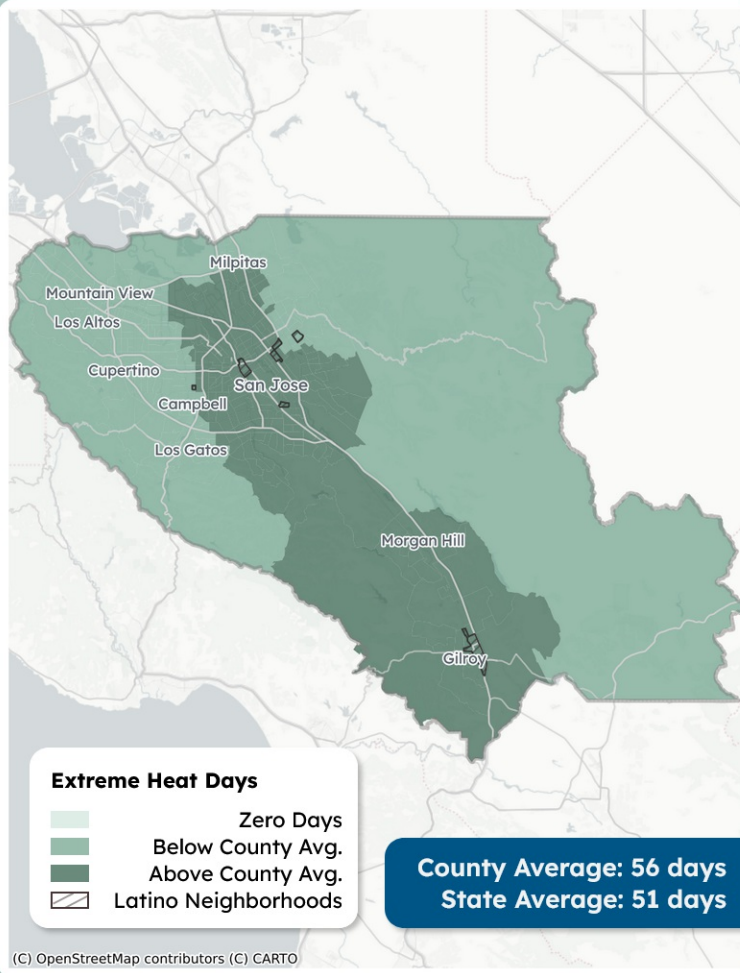 Milpitas
Mountain View
Los Altos
Cupertino
San Jose
Campbell
Los Gatos
Morgan Hill
Gilroy
Extreme Heat Days
Zero Days
Below County Avg.
Above County Avg.
Latino Neighborhoods
County Average: 56 days
State Average: 51 days
(C) OpenStreetMap contributors (C) CARTO